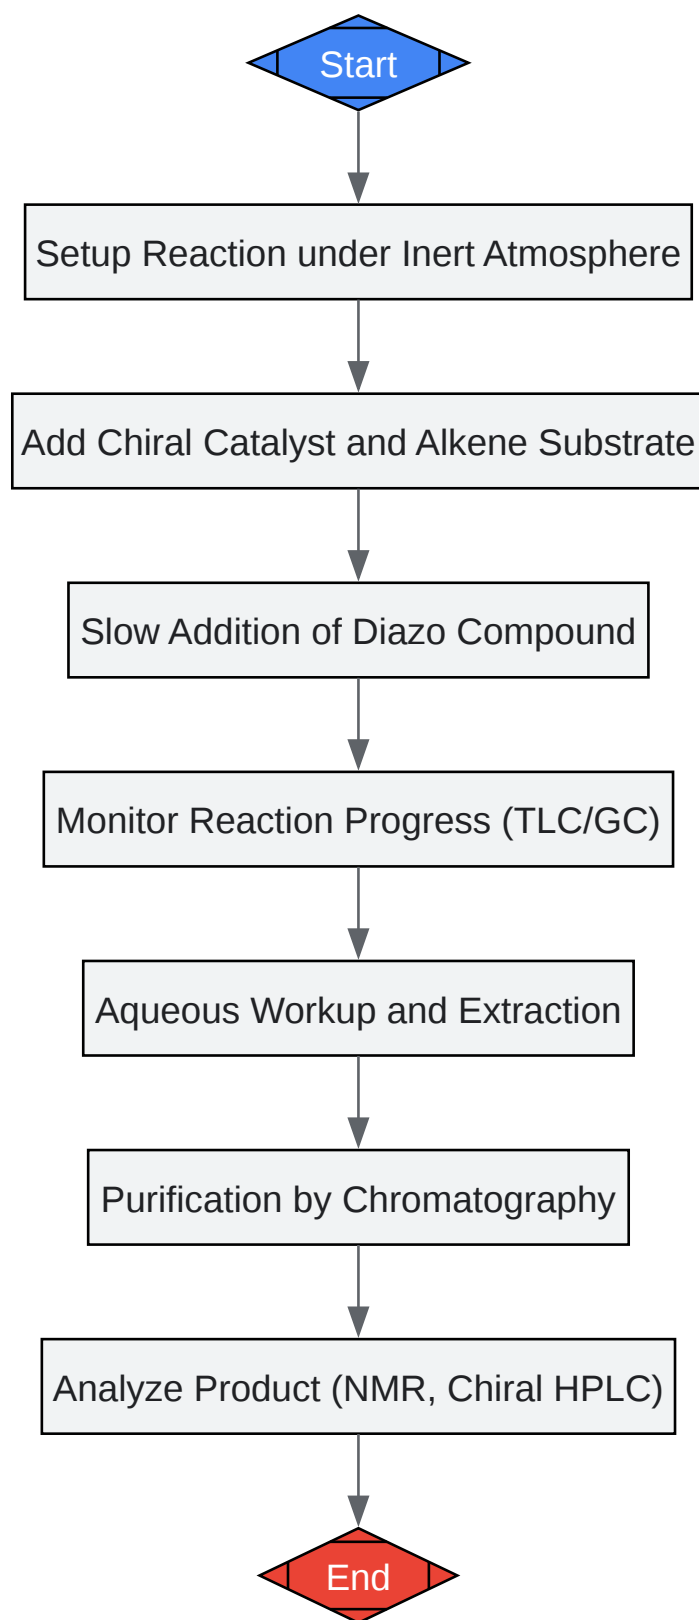 Start
Setup Reaction under Inert Atmosphere
Add Chiral Catalyst and Alkene Substrate
Slow Addition of Diazo Compound
Monitor Reaction Progress (TLC/GC)
Aqueous Workup and Extraction
Purification by Chromatography
Analyze Product (NMR, Chiral HPLC)
End